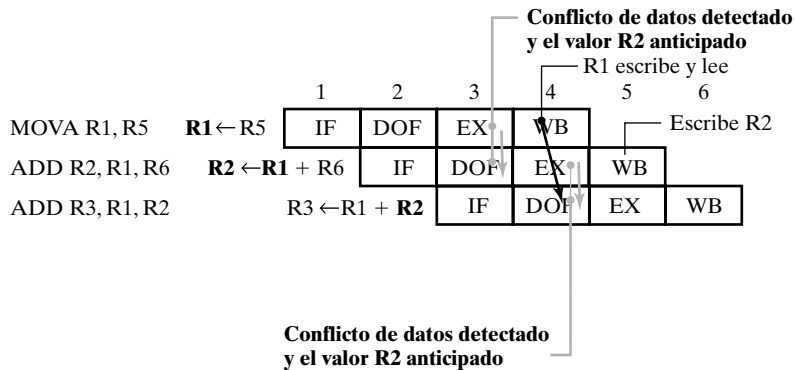 Conflicto de datos detectado
y el valor R2 anticipado
R1 escribe y lee
1 2 3 4 5 6
MOVA R1, R5 R1←R5 IF DOF EX WB Escribe R2
ADD R2, R1, R6 R2←R1 + R6 IF DOF EX WB
ADD R3, R1, R2 R3←R1 + R2 IF DOF EX WB
Conflicto de datos detectado
y el valor R2 anticipado